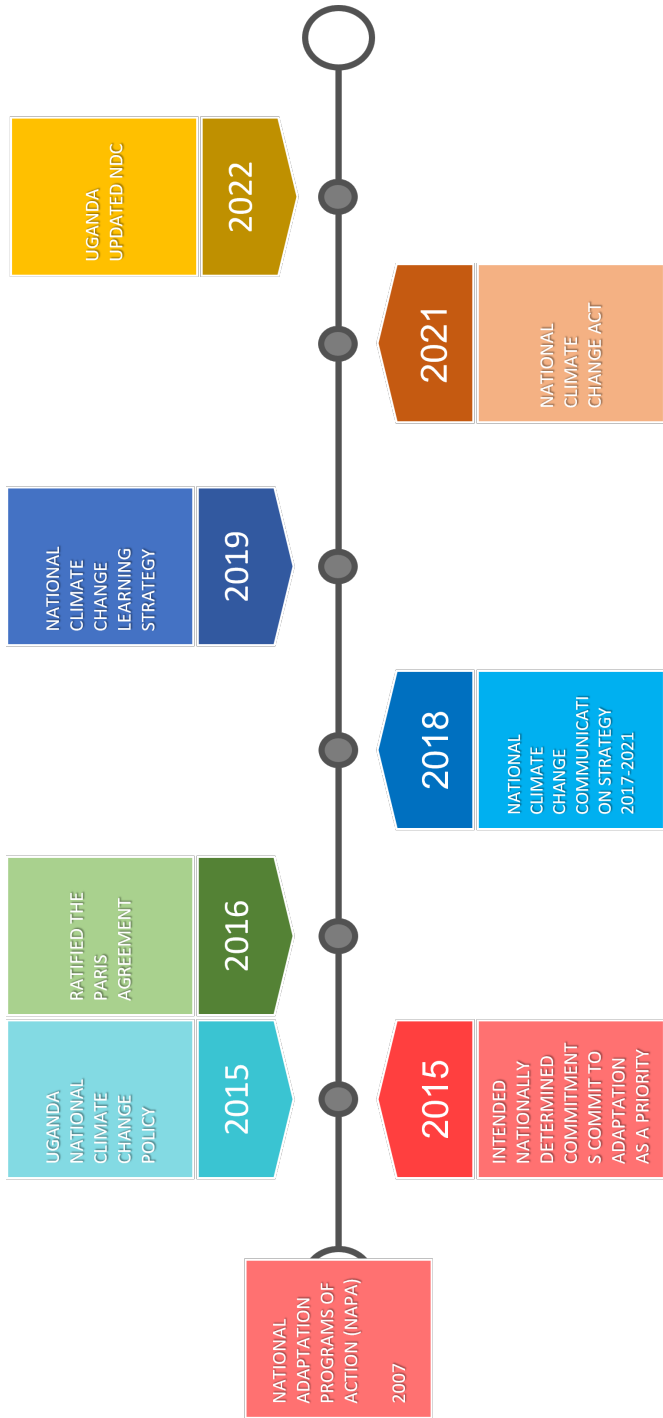 NATIONAL
ADAPTATION
PROGRAMS OF
ACTION (NAPA)
2007
UGANDA
NATIONAL
CLIMATE
CHANGE
POLICY
2015
2015
INTENDED
NATIONALLY
DETERMINED
COMMITMENT
S COMMIT TO
ADAPTATION
AS A PRIORITY
RATIFIED THE
PARIS
AGREEMENT
2016
2018
NATIONAL
CLIMATE
CHANGE
COMMUNICATI
ON STRATEGY
2017-2021
NATIONAL
CLIMATE
CHANGE
LEARNING
STRATEGY
2019
2021
NATIONAL
CLIMATE
CHANGE ACT
UGANDA
UPDATED NDC
2022